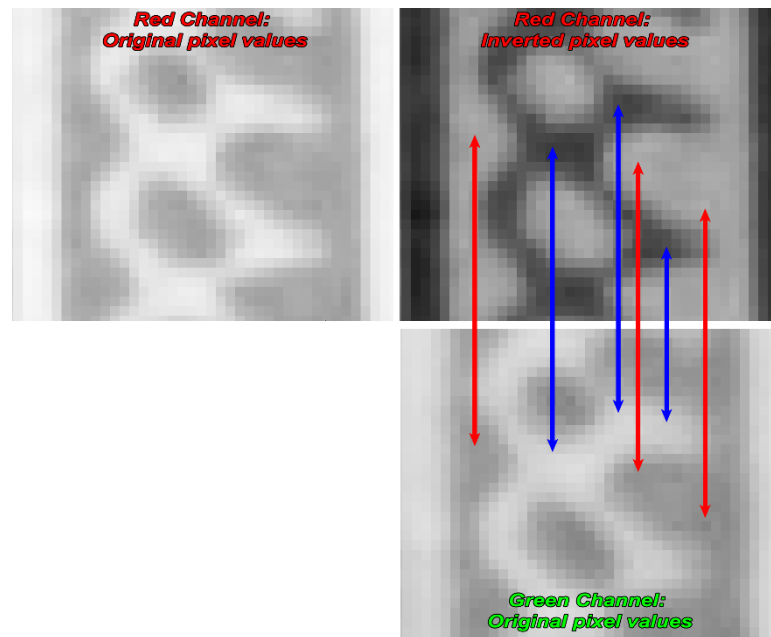 Red Channel:
Original pixel values
Red Channel:
Inverted pixel values
Green Channel:
Original pixel values